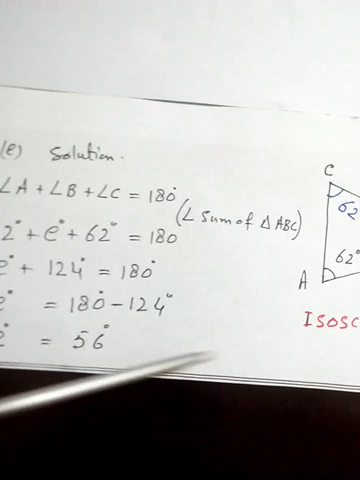 (e) Solution.
∠A + ∠B + ∠C = 180°
(∠ Sum of △ABC)
2° + e° + 62° = 180
e° + 124° = 180°
e° = 180° - 124°
e° = 56°
C
62
62°
A
ISOSC